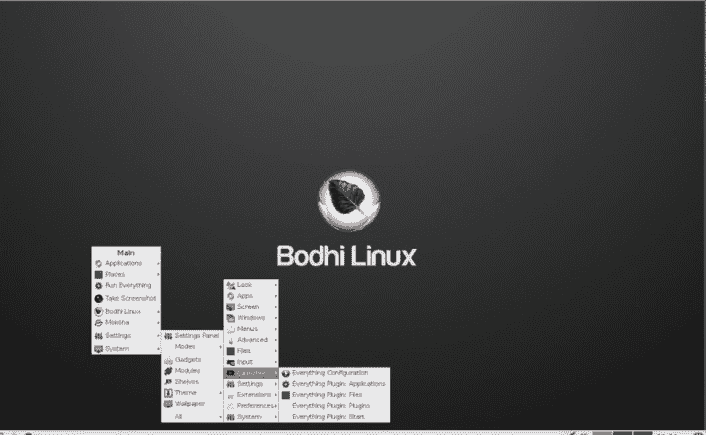 Bodhi Linux
Main
Applications
Places
Run Everything
Take Screenshot
Bodhi Linux
Moksha
Settings
System
Settings Panel
Modes
Gadgets
Modules
Shelves
Theme
Wallpaper
All
Look
Apps
Screen
Windows
Menus
Advanced
Files
Input
Launcher
Settings
Extensions
Preferences
System
Everything Configuration
Everything Plugin: Applications
Everything Plugin: Files
Everything Plugin: Plugins
Everything Plugin: Start